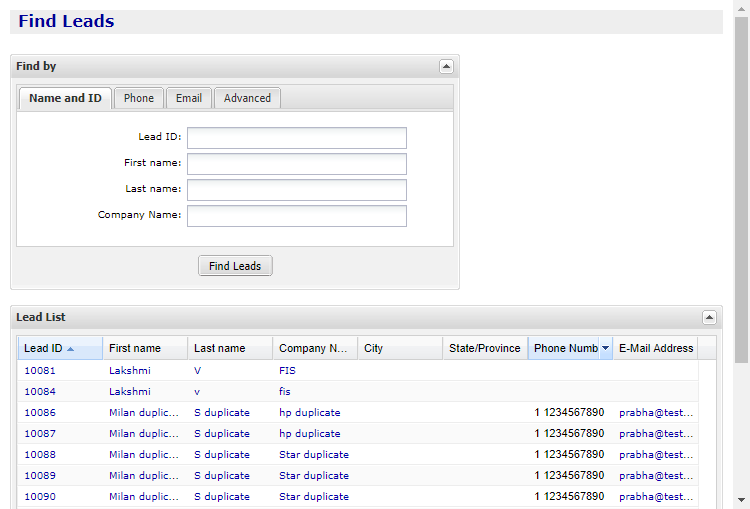 Find Leads
Find by
Name and ID Phone Email Advanced
Lead ID:
First name:
Last name:
Company Name:
Find Leads
Lead List
Lead ID First name Last name Company N... City State/Province Phone Numb E-Mail Address
10081 Lakshmi V FIS
10084 Lakshmi v fis
10086 Milan duplic... S duplicate hp duplicate 1 1234567890 prabha@test...
10087 Milan duplic... S duplicate hp duplicate 1 1234567890 prabha@test...
10088 Milan duplic... S duplicate Star duplicate 1 1234567890 prabha@test...
10089 Milan duplic... S duplicate Star duplicate 1 1234567890 prabha@test...
10090 Milan duplic... S duplicate Star duplicate 1 1234567890 prabha@test...